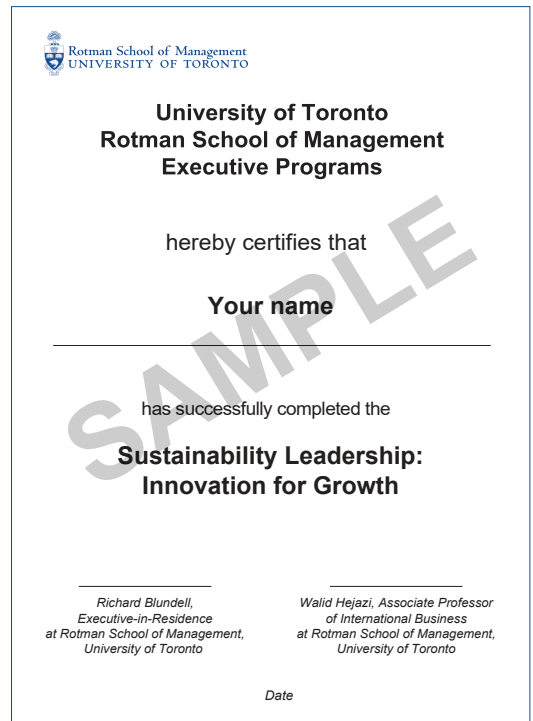 Rotman School of Management
UNIVERSITY OF TORONTO
University of Toronto
Rotman School of Management
Executive Programs
hereby certifies that
Your name
SAMPLE
has successfully completed the
Sustainability Leadership:
Innovation for Growth
Richard Blundell,
Executive-in-Residence
at Rotman School of Management,
University of Toronto
Walid Hejazi, Associate Professor
of International Business
at Rotman School of Management,
University of Toronto
Date